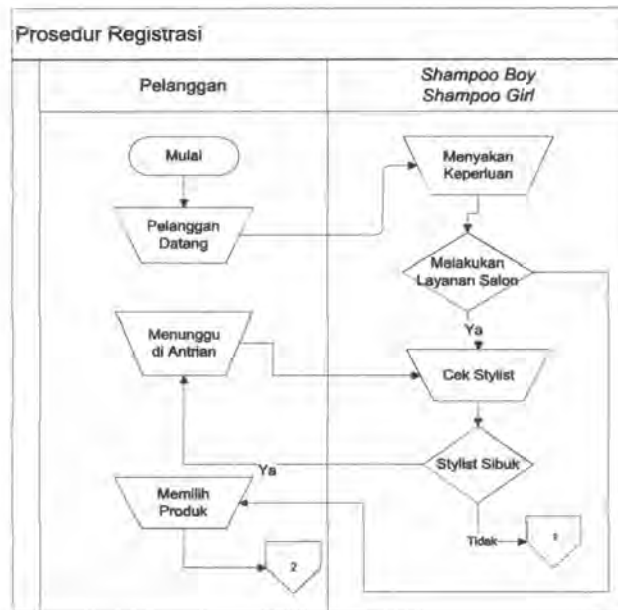 Prosedur Registrasi
Pelanggan
Shampoo Boy
Shampoo Girl
Mulai
Menyakan
Keperluan
Pelanggan
Datang
Melakukan
Layanan Salon
Ya
Menunggu
di Antrian
Cek Stylist
Stylist Sibuk
Ya
Memilih
Produk
Tidak
2